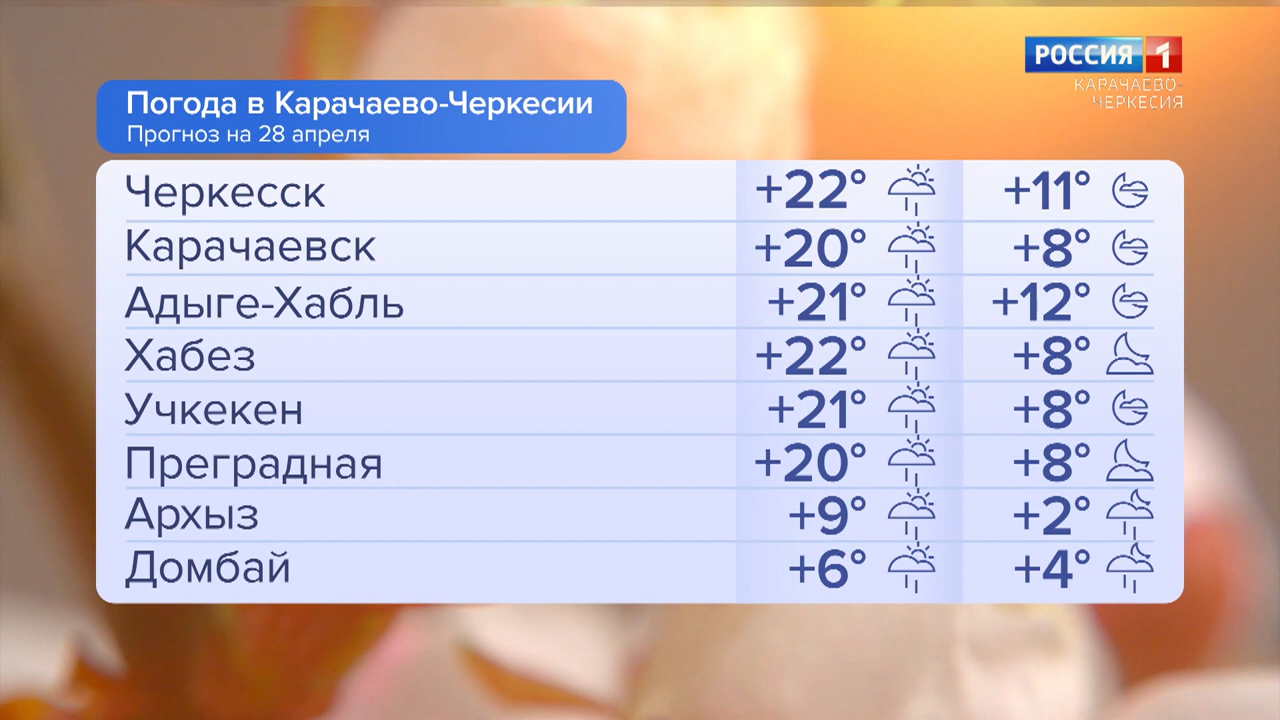 РОССИЯ 1
КАРАЧАЕВО-
ЧЕРКЕСИЯ
Погода в Карачаево-Черкесии
Прогноз на 28 апреля
Черкесск +22° +11°
Карачаевск +20° +8°
Адыге-Хабль +21° +12°
Хабез +22° +8°
Учкекен +21° +8°
Преградная +20° +8°
Архыз +9° +2°
Домбай +6° +4°